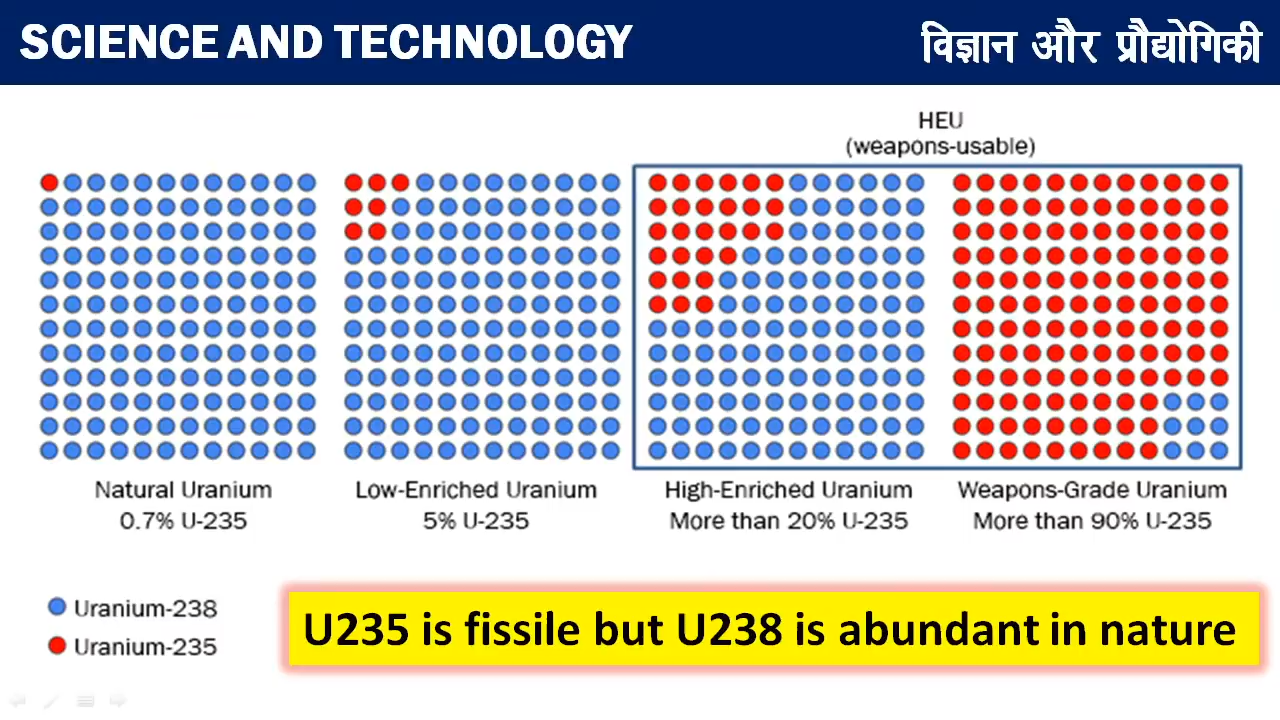 SCIENCE AND TECHNOLOGY
विज्ञान और प्रौद्योगिकी
HEU
(weapons-usable)
Natural Uranium
0.7% U-235
Low-Enriched Uranium
5% U-235
High-Enriched Uranium
More than 20% U-235
Weapons-Grade Uranium
More than 90% U-235
Uranium-238
Uranium-235
U235 is fissile but U238 is abundant in nature